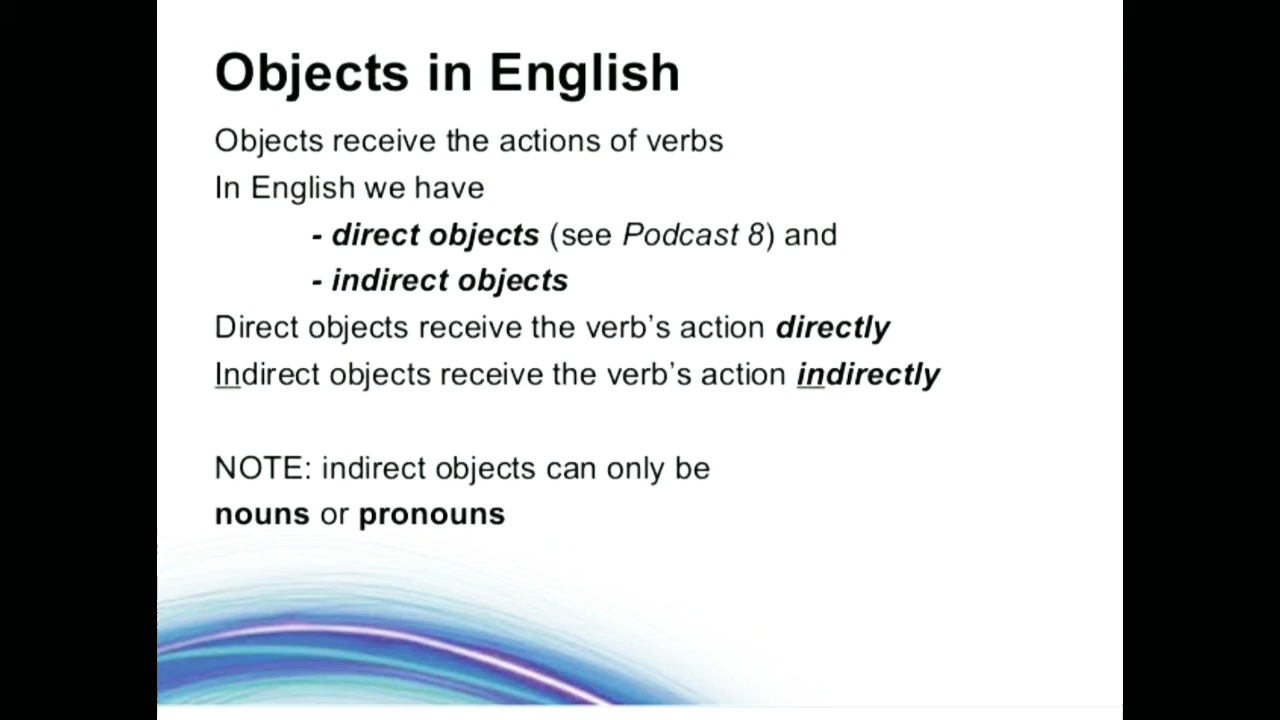 Objects in English
Objects receive the actions of verbs
In English we have
- direct objects (see Podcast 8) and
- indirect objects
Direct objects receive the verb’s action directly
Indirect objects receive the verb’s action indirectly
NOTE: indirect objects can only be
nouns or pronouns